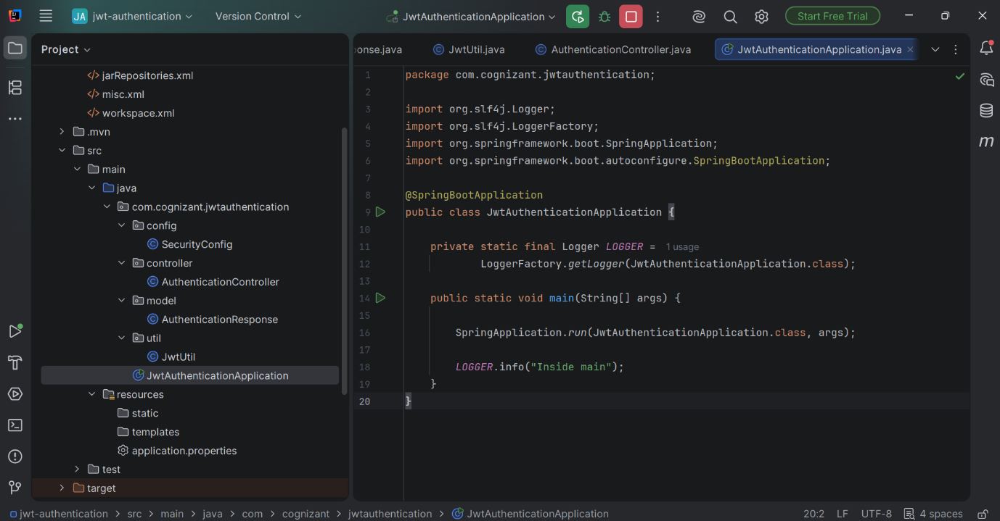 JA jwt-authentication Version Control JwtAuthenticationApplication Start Free Trial
Project
jarRepositories.xml
misc.xml
workspace.xml
.mvn
src
main
java
com.cognizant.jwtauthentication
config
SecurityConfig
controller
AuthenticationController
model
AuthenticationResponse
util
JwtUtil
JwtAuthenticationApplication
resources
static
templates
application.properties
test
target
onse.java JwtUtil.java AuthenticationController.java JwtAuthenticationApplication.java
1 package com.cognizant.jwtauthentication;
2
3 import org.slf4j.Logger;
4 import org.slf4j.LoggerFactory;
5 import org.springframework.boot.SpringApplication;
6 import org.springframework.boot.autoconfigure.SpringBootApplication;
7
8 @SpringBootApplication
9 public class JwtAuthenticationApplication {
10
11 private static final Logger LOGGER = 1 usage
12 LoggerFactory.getLogger(JwtAuthenticationApplication.class);
13
14 public static void main(String[] args) {
15
16 SpringApplication.run(JwtAuthenticationApplication.class, args);
17
18 LOGGER.info("Inside main");
19 }
20 }
m
jwt-authentication > src > main > java > com > cognizant > jwtauthentication > JwtAuthenticationApplication 20:2 LF UTF-8 4 spaces